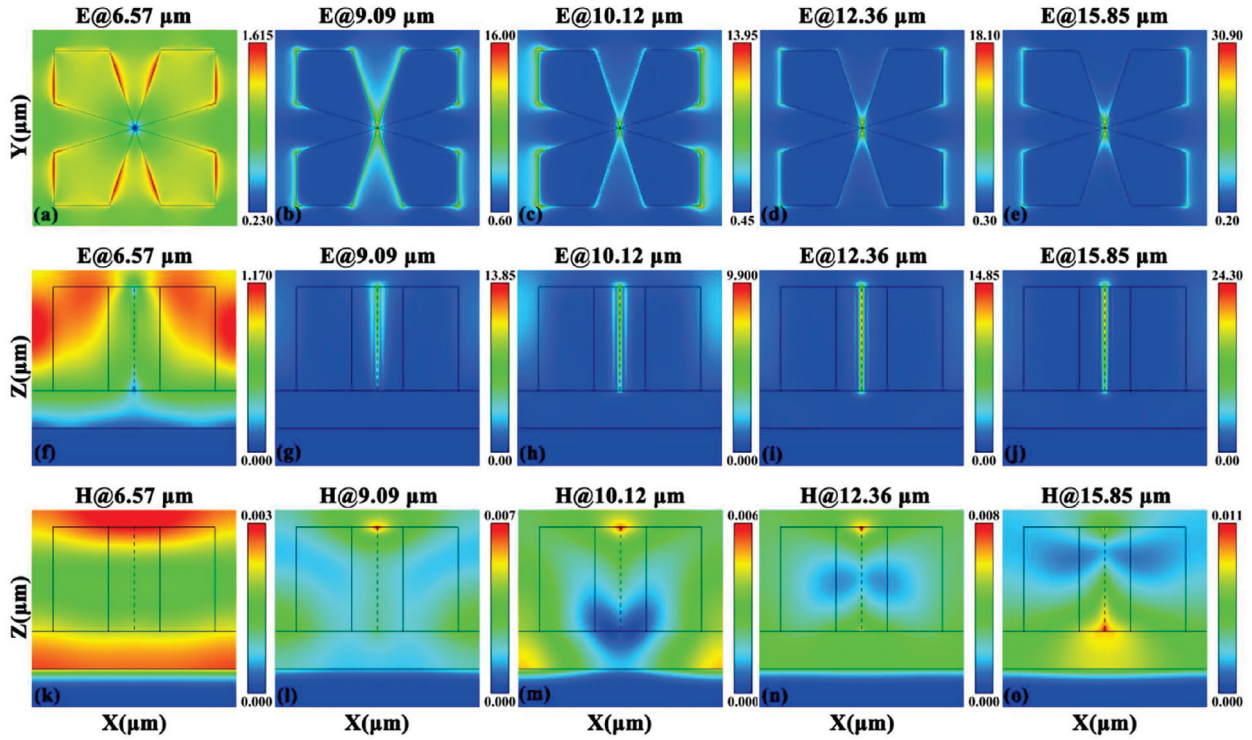 E@6.57 µm E@9.09 µm E@10.12 µm E@12.36 µm E@15.85 µm
1.615 16.00 13.95 18.10 30.90
Y(µm)
(a) (b) (c) (d) (e)
0.230 0.60 0.45 0.30 0.20
E@6.57 µm E@9.09 µm E@10.12 µm E@12.36 µm E@15.85 µm
1.170 13.85 9.900 14.85 24.30
Z(µm)
(f) (g) (h) (i) (j)
0.000 0.00 0.000 0.00 0.00
H@6.57 µm H@9.09 µm H@10.12 µm H@12.36 µm H@15.85 µm
0.003 0.007 0.006 0.008 0.011
Z(µm)
(k) (l) (m) (n) (o)
0.000 0.000 0.000 0.000 0.000
X(µm) X(µm) X(µm) X(µm) X(µm)